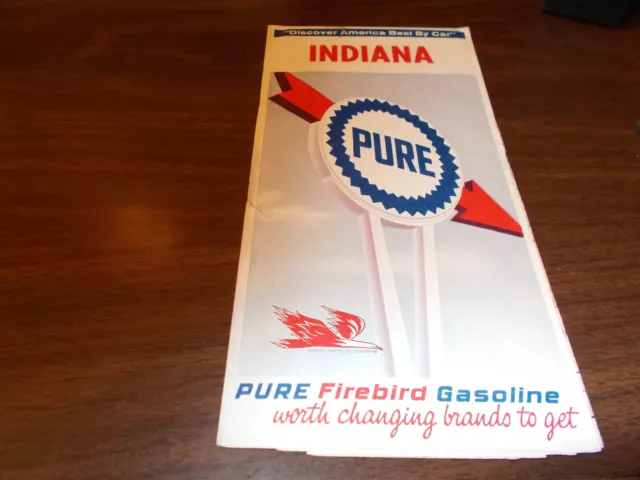 "Discover America Best By Car"
INDIANA
PURE
PURE Firebird Gasoline
worth changing brands to get